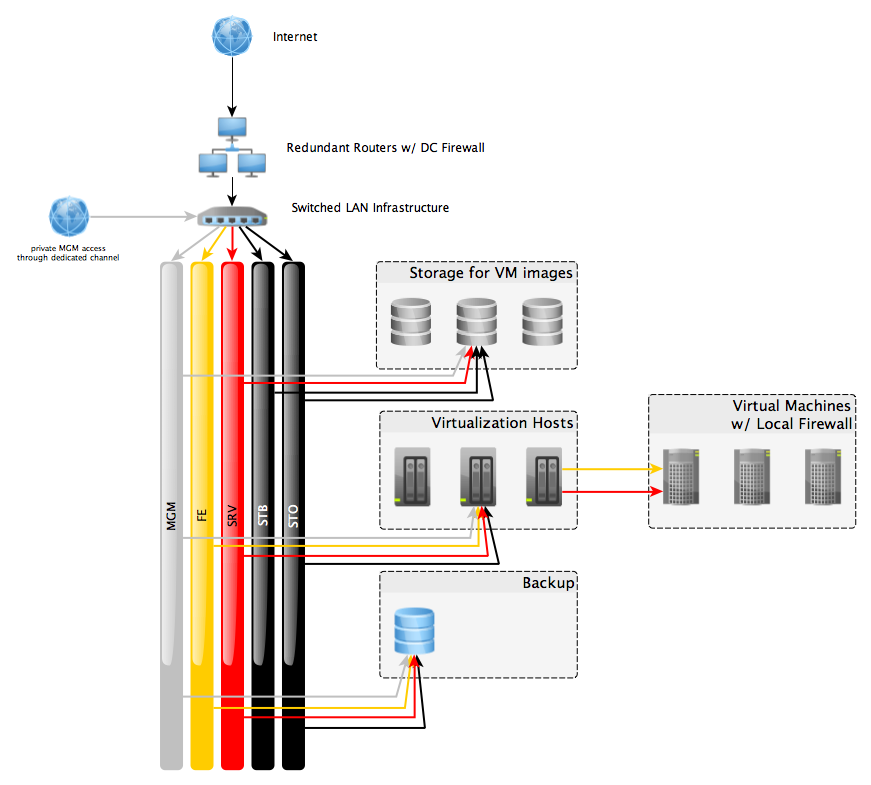 Internet
Redundant Routers w/ DC Firewall
Switched LAN Infrastructure
private MGM access
through dedicated channel
Storage for VM images
Virtualization Hosts
Virtual Machines
w/ Local Firewall
MGM
FE
SRV
STB
STO
Backup